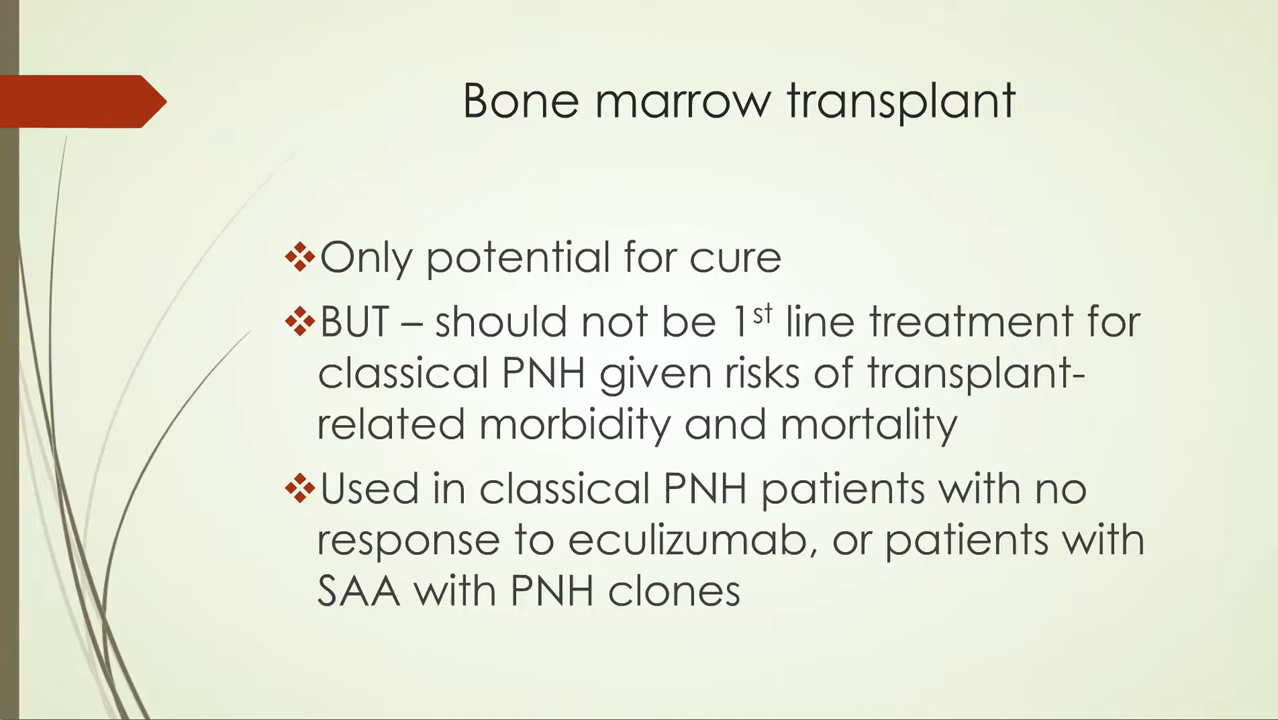 Bone marrow transplant
❖Only potential for cure
❖BUT – should not be 1st line treatment for
classical PNH given risks of transplant-
related morbidity and mortality
❖Used in classical PNH patients with no
response to eculizumab, or patients with
SAA with PNH clones